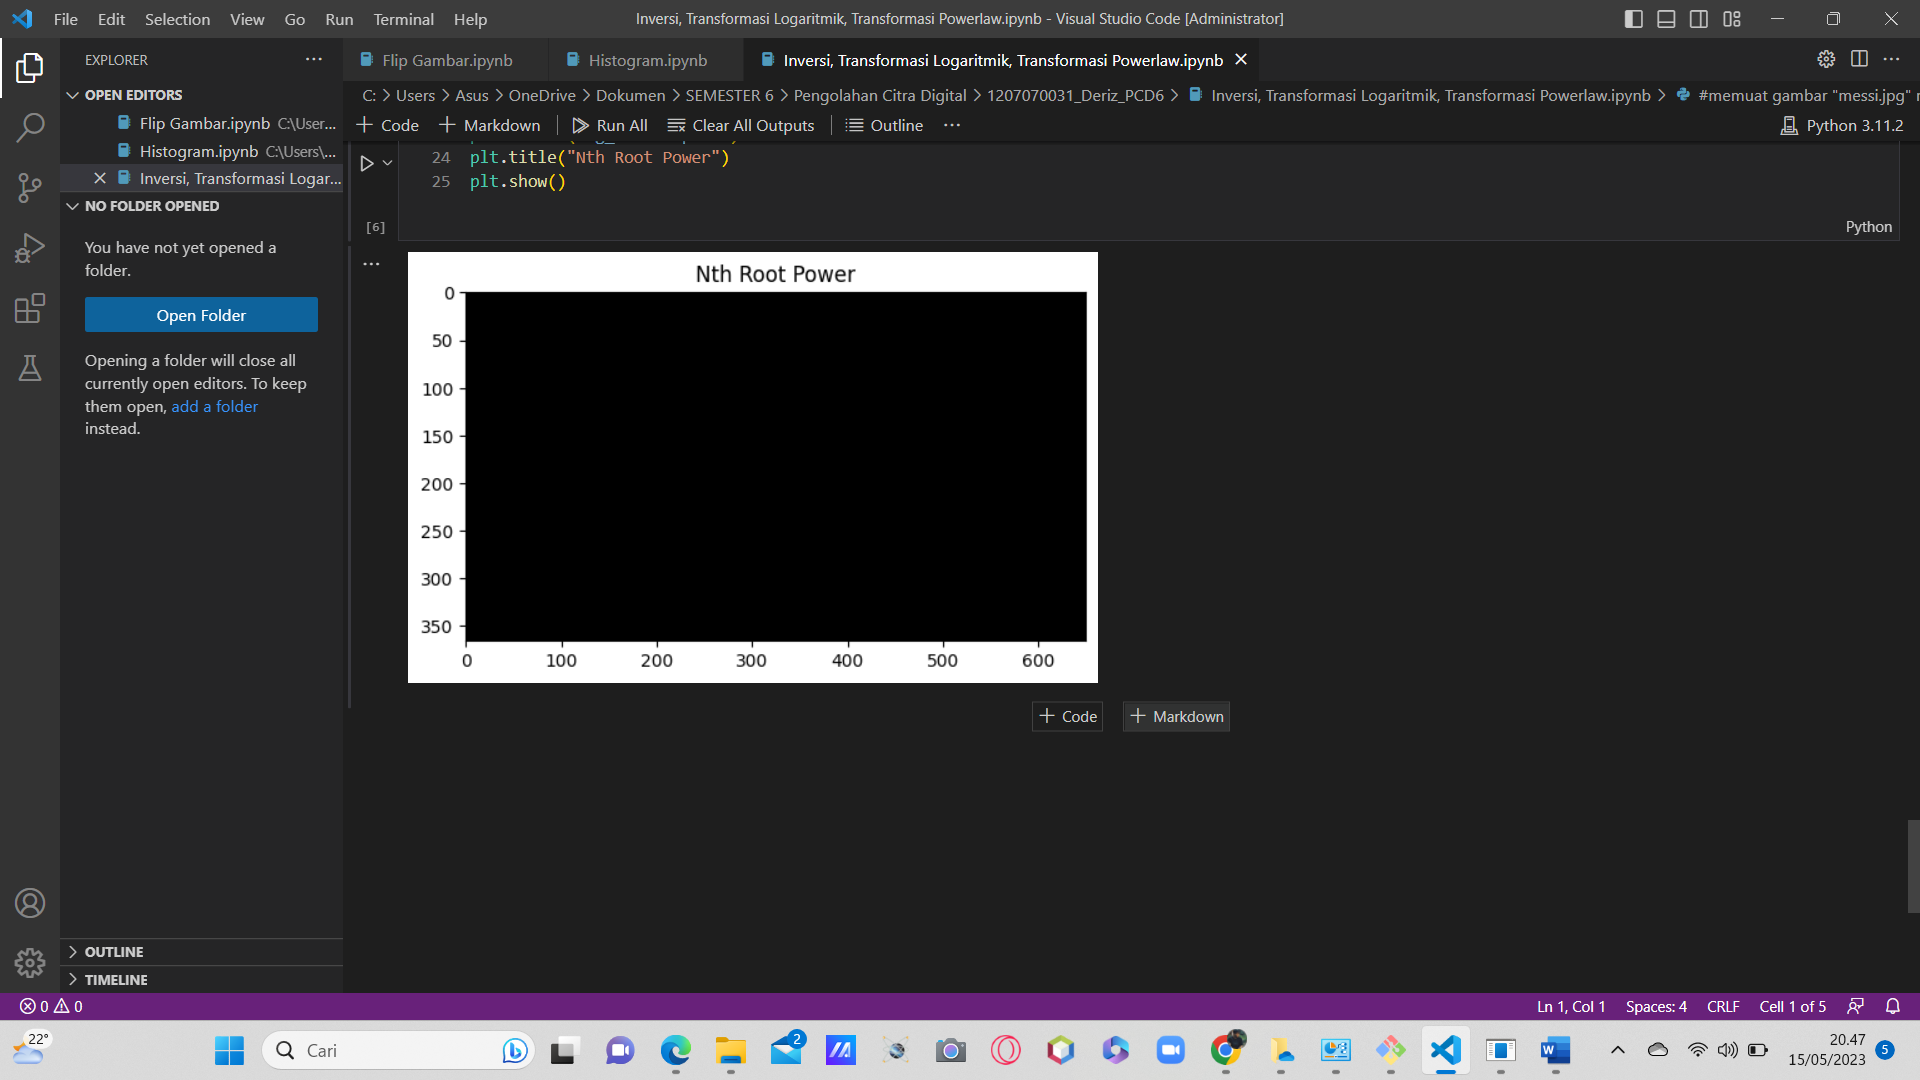 File Edit Selection View Go Run Terminal Help
Inversi, Transformasi Logaritmik, Transformasi Powerlaw.ipynb - Visual Studio Code [Administrator]
EXPLORER
OPEN EDITORS
Flip Gambar.ipynb C:\User...
Histogram.ipynb C:\Users\...
Inversi, Transformasi Logar...
NO FOLDER OPENED
You have not yet opened a
folder.
Open Folder
Opening a folder will close all
currently open editors. To keep
them open, add a folder
instead.
OUTLINE
TIMELINE
Flip Gambar.ipynb
Histogram.ipynb
Inversi, Transformasi Logaritmik, Transformasi Powerlaw.ipynb
C: > Users > Asus > OneDrive > Dokumen > SEMESTER 6 > Pengolahan Citra Digital > 1207070031_Deriz_PCD6 > Inversi, Transformasi Logaritmik, Transformasi Powerlaw.ipynb > #memuat gambar "messi.jpg"
+ Code + Markdown Run All Clear All Outputs Outline ...
Python 3.11.2
24 plt.title("Nth Root Power")
25 plt.show()
[6]
Python
Nth Root Power
0
50
100
150
200
250
300
350
0 100 200 300 400 500 600
+ Code + Markdown
0 0
Ln 1, Col 1 Spaces: 4 CRLF Cell 1 of 5
22°
Cari
2
20.47
15/05/2023
5